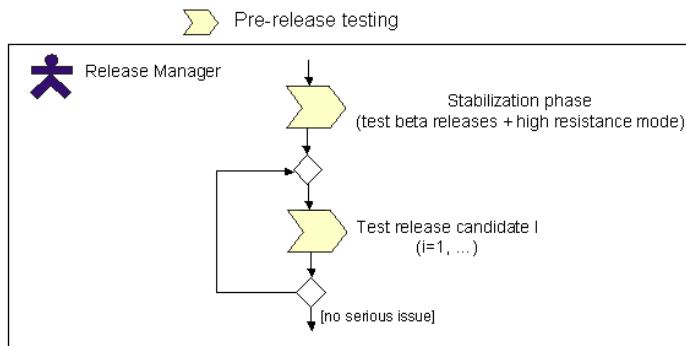 Pre-release testing
Release Manager
Stabilization phase
(test beta releases + high resistance mode)
Test release candidate I
(i=1, ...)
[no serious issue]